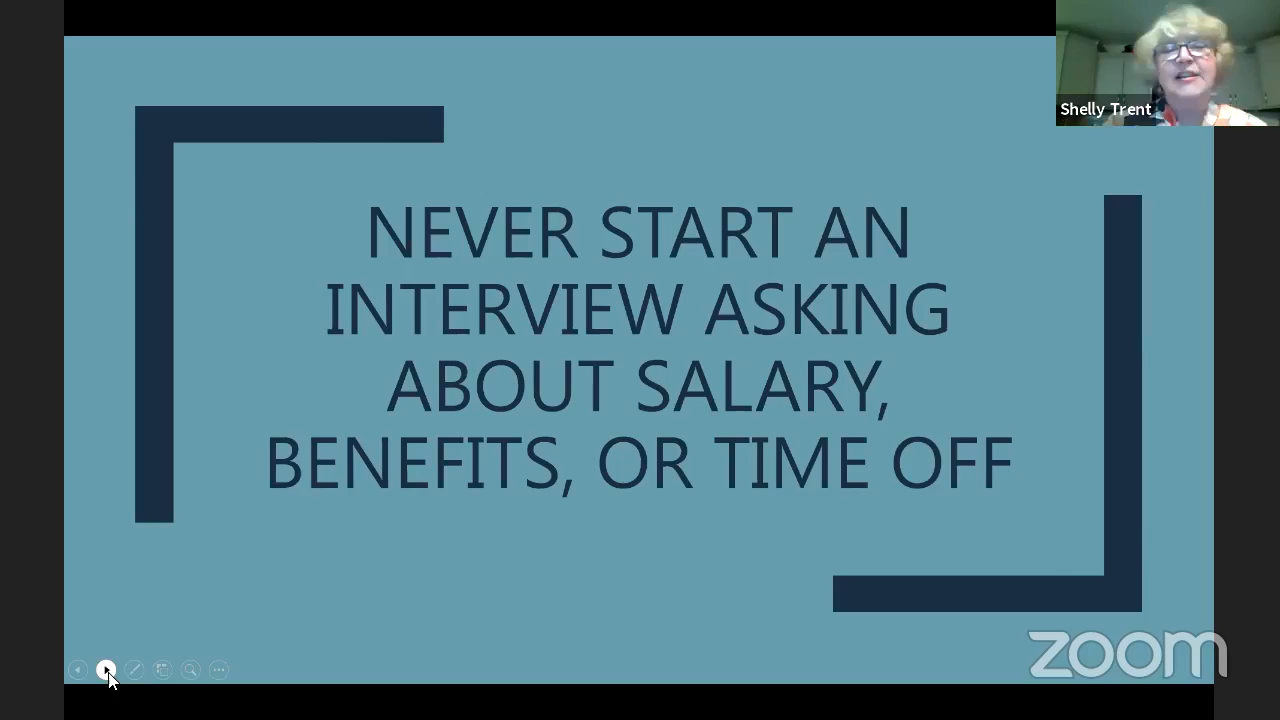 Shelly Trent
NEVER START AN
INTERVIEW ASKING
ABOUT SALARY,
BENEFITS, OR TIME OFF
zoom